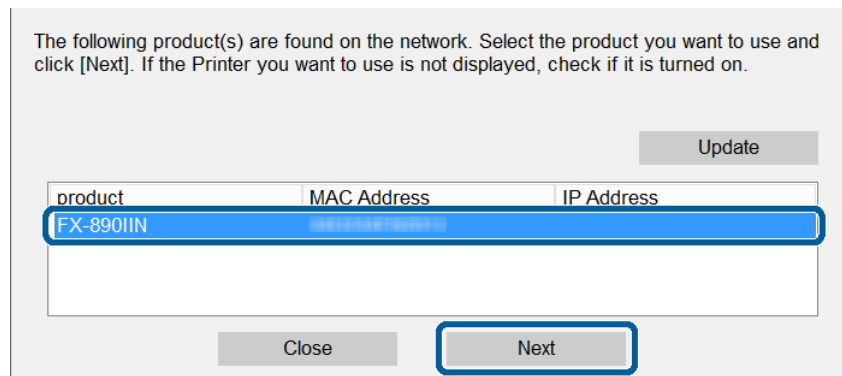 The following product(s) are found on the network. Select the product you want to use and
click [Next]. If the Printer you want to use is not displayed, check if it is turned on.
Update
product MAC Address IP Address
FX-890IIN
Close Next